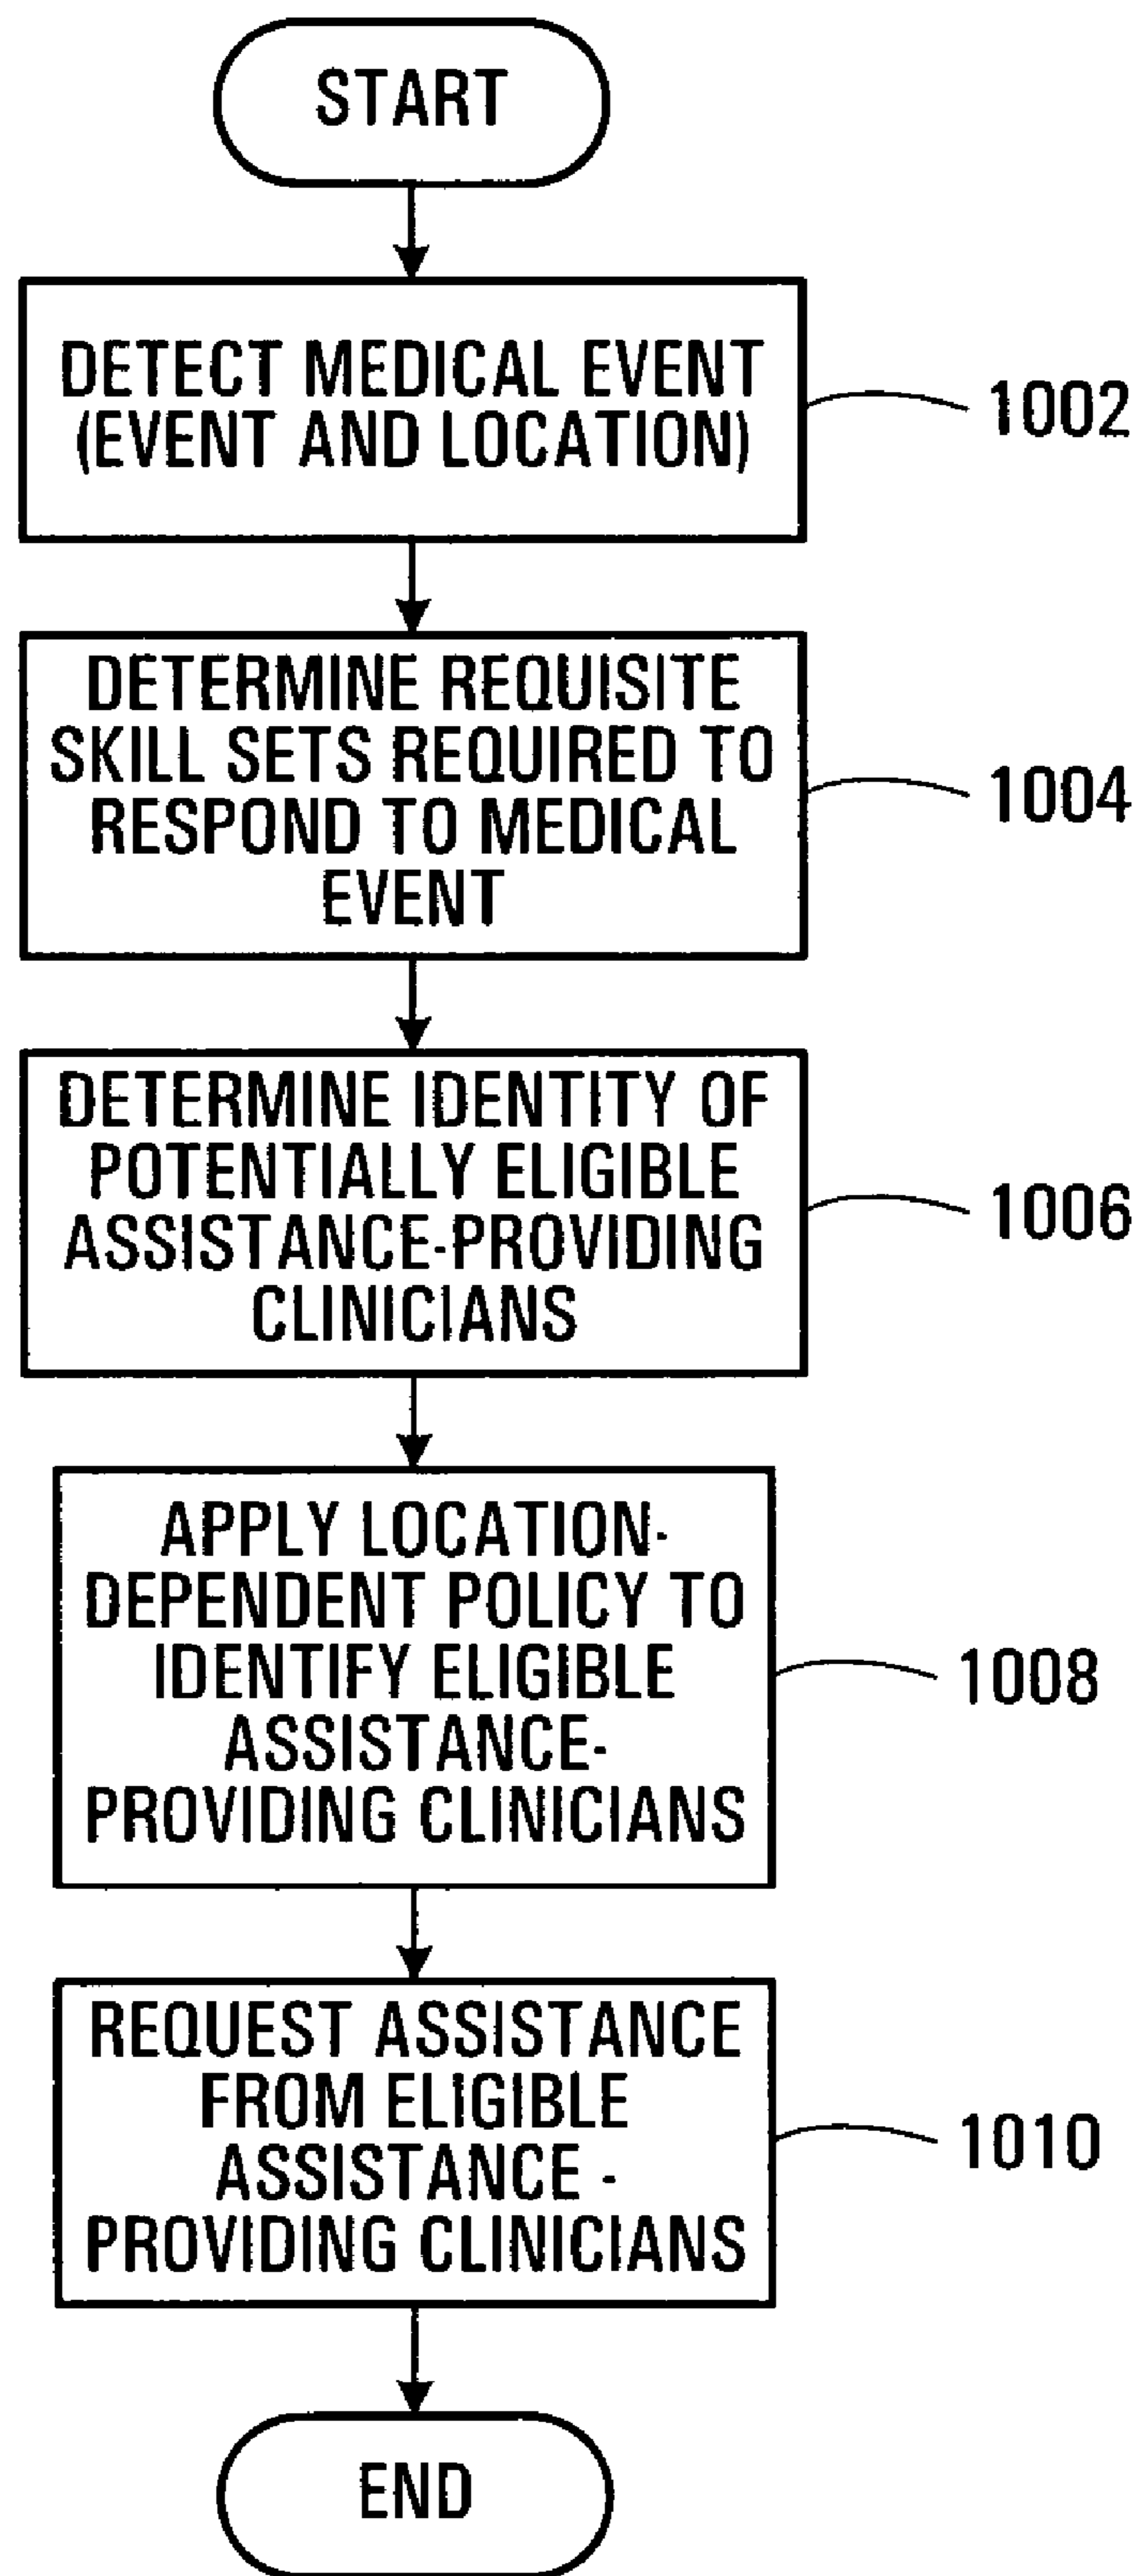 START
DETECT MEDICAL EVENT
(EVENT AND LOCATION)
1002
DETERMINE REQUISITE
SKILL SETS REQUIRED TO
RESPOND TO MEDICAL
EVENT
1004
DETERMINE IDENTITY OF
POTENTIALLY ELIGIBLE
ASSISTANCE-PROVIDING
CLINICIANS
1006
APPLY LOCATION-
DEPENDENT POLICY TO
IDENTIFY ELIGIBLE
ASSISTANCE-
PROVIDING CLINICIANS
1008
REQUEST ASSISTANCE
FROM ELIGIBLE
ASSISTANCE -
PROVIDING CLINICIANS
1010
END